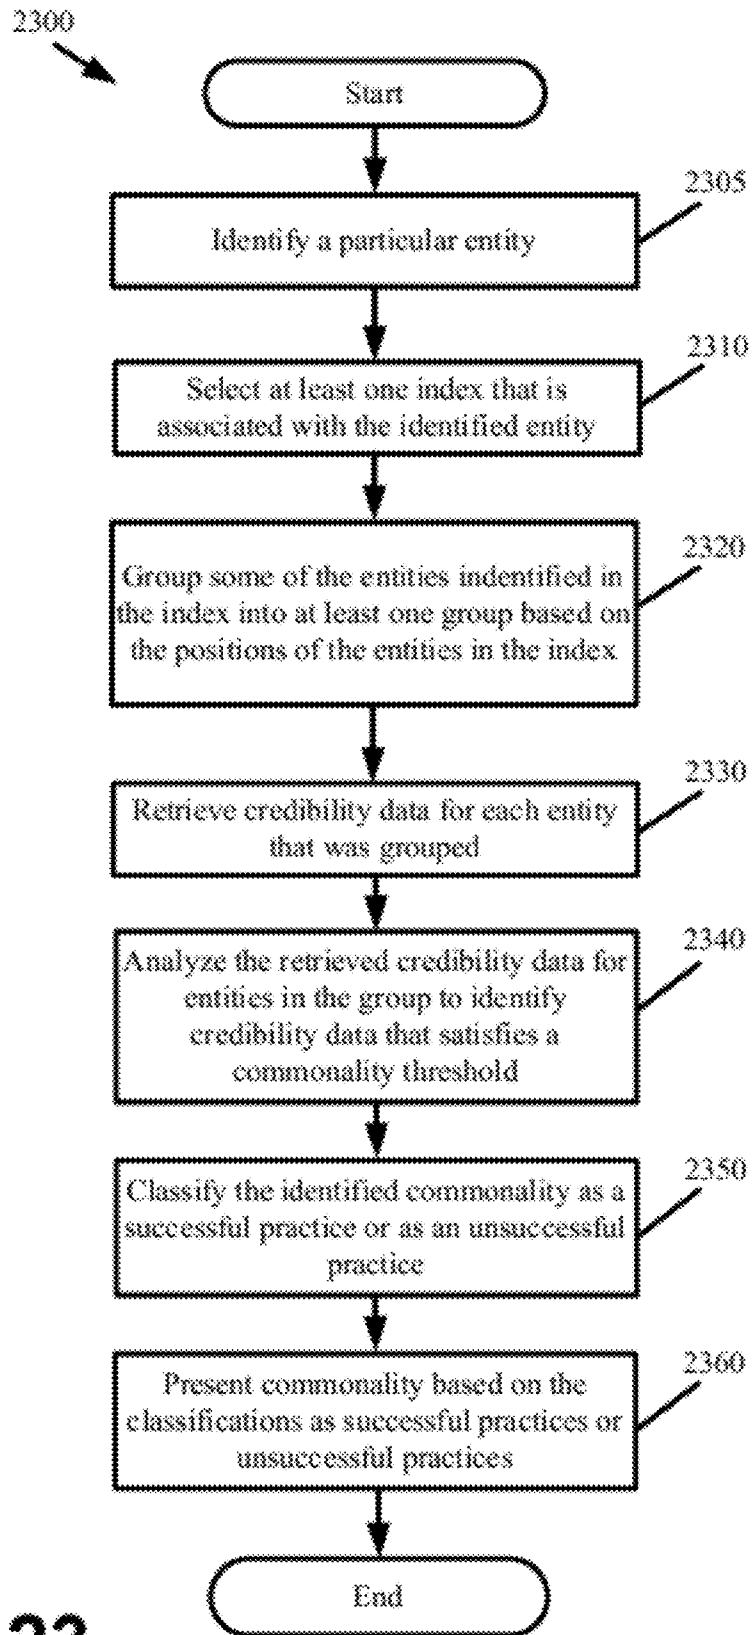 2300
Start
2305
Identify a particular entity
2310
Select at least one index that is
associated with the identified entity
2320
Group some of the entities indentified in
the index into at least one group based on
the positions of the entities in the index
2330
Retrieve credibility data for each entity
that was grouped
2340
Analyze the retrieved credibility data for
entities in the group to identify
credibility data that satisfies a
commonality threshold
2350
Classify the identified commonality as a
successful practice or as an unsuccessful
practice
2360
Present commonality based on the
classifications as successful practices or
unsuccessful practices
End